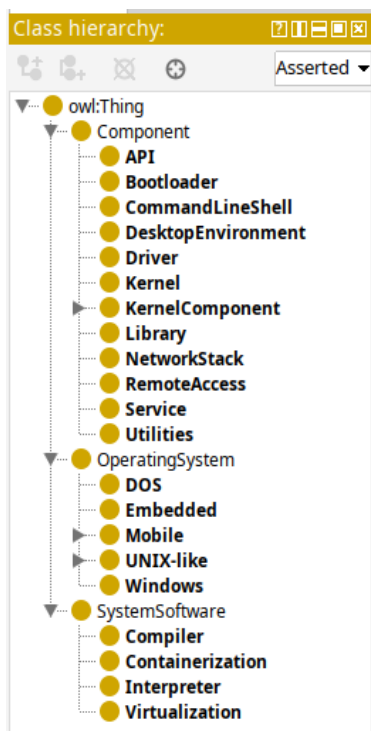 Class hierarchy:
Asserted
owl:Thing
Component
API
Bootloader
CommandLineShell
DesktopEnvironment
Driver
Kernel
KernelComponent
Library
NetworkStack
RemoteAccess
Service
Utilities
OperatingSystem
DOS
Embedded
Mobile
UNIX-like
Windows
SystemSoftware
Compiler
Containerization
Interpreter
Virtualization